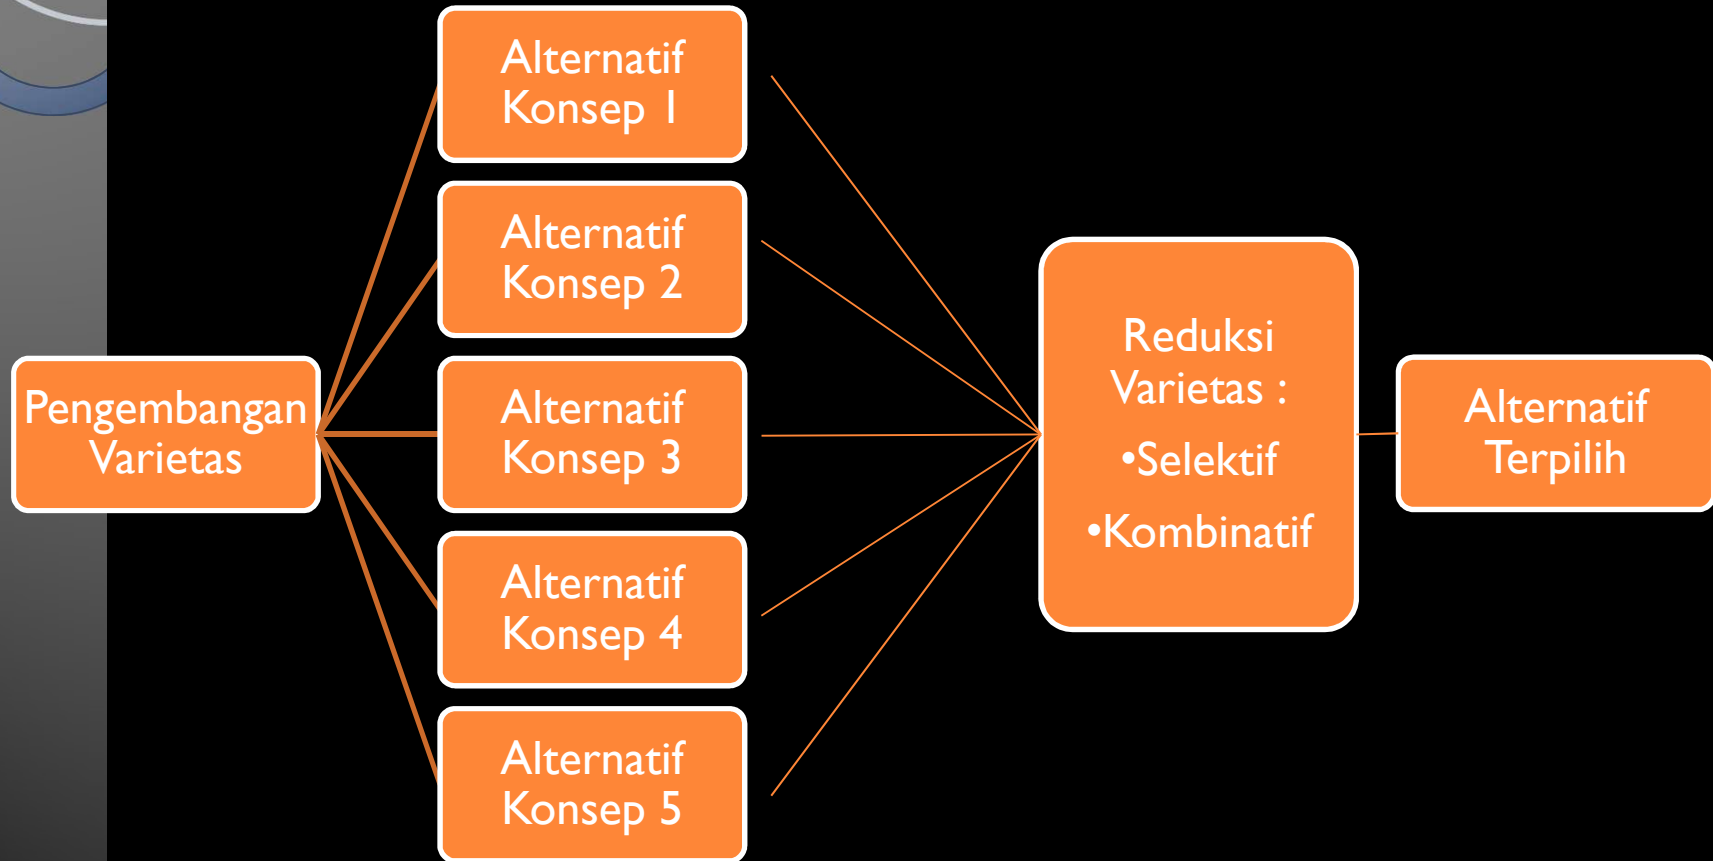 Pengembangan
Varietas
Alternatif
Konsep 1
Alternatif
Konsep 2
Alternatif
Konsep 3
Alternatif
Konsep 4
Alternatif
Konsep 5
Reduksi
Varietas :
•Selektif
•Kombinatif
Alternatif
Terpilih